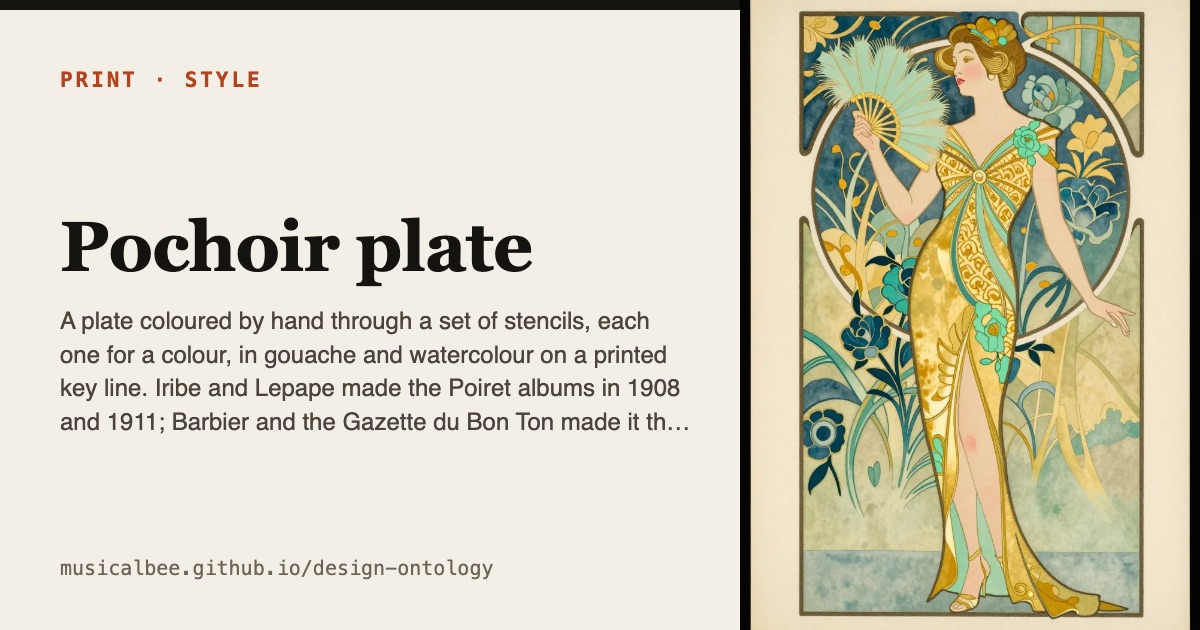 PRINT · STYLE
Pochoir plate
A plate coloured by hand through a set of stencils, each
one for a colour, in gouache and watercolour on a printed
key line. Iribe and Lepape made the Poiret albums in 1908
and 1911; Barbier and the Gazette du Bon Ton made it th…
musicalbee.github.io/design-ontology